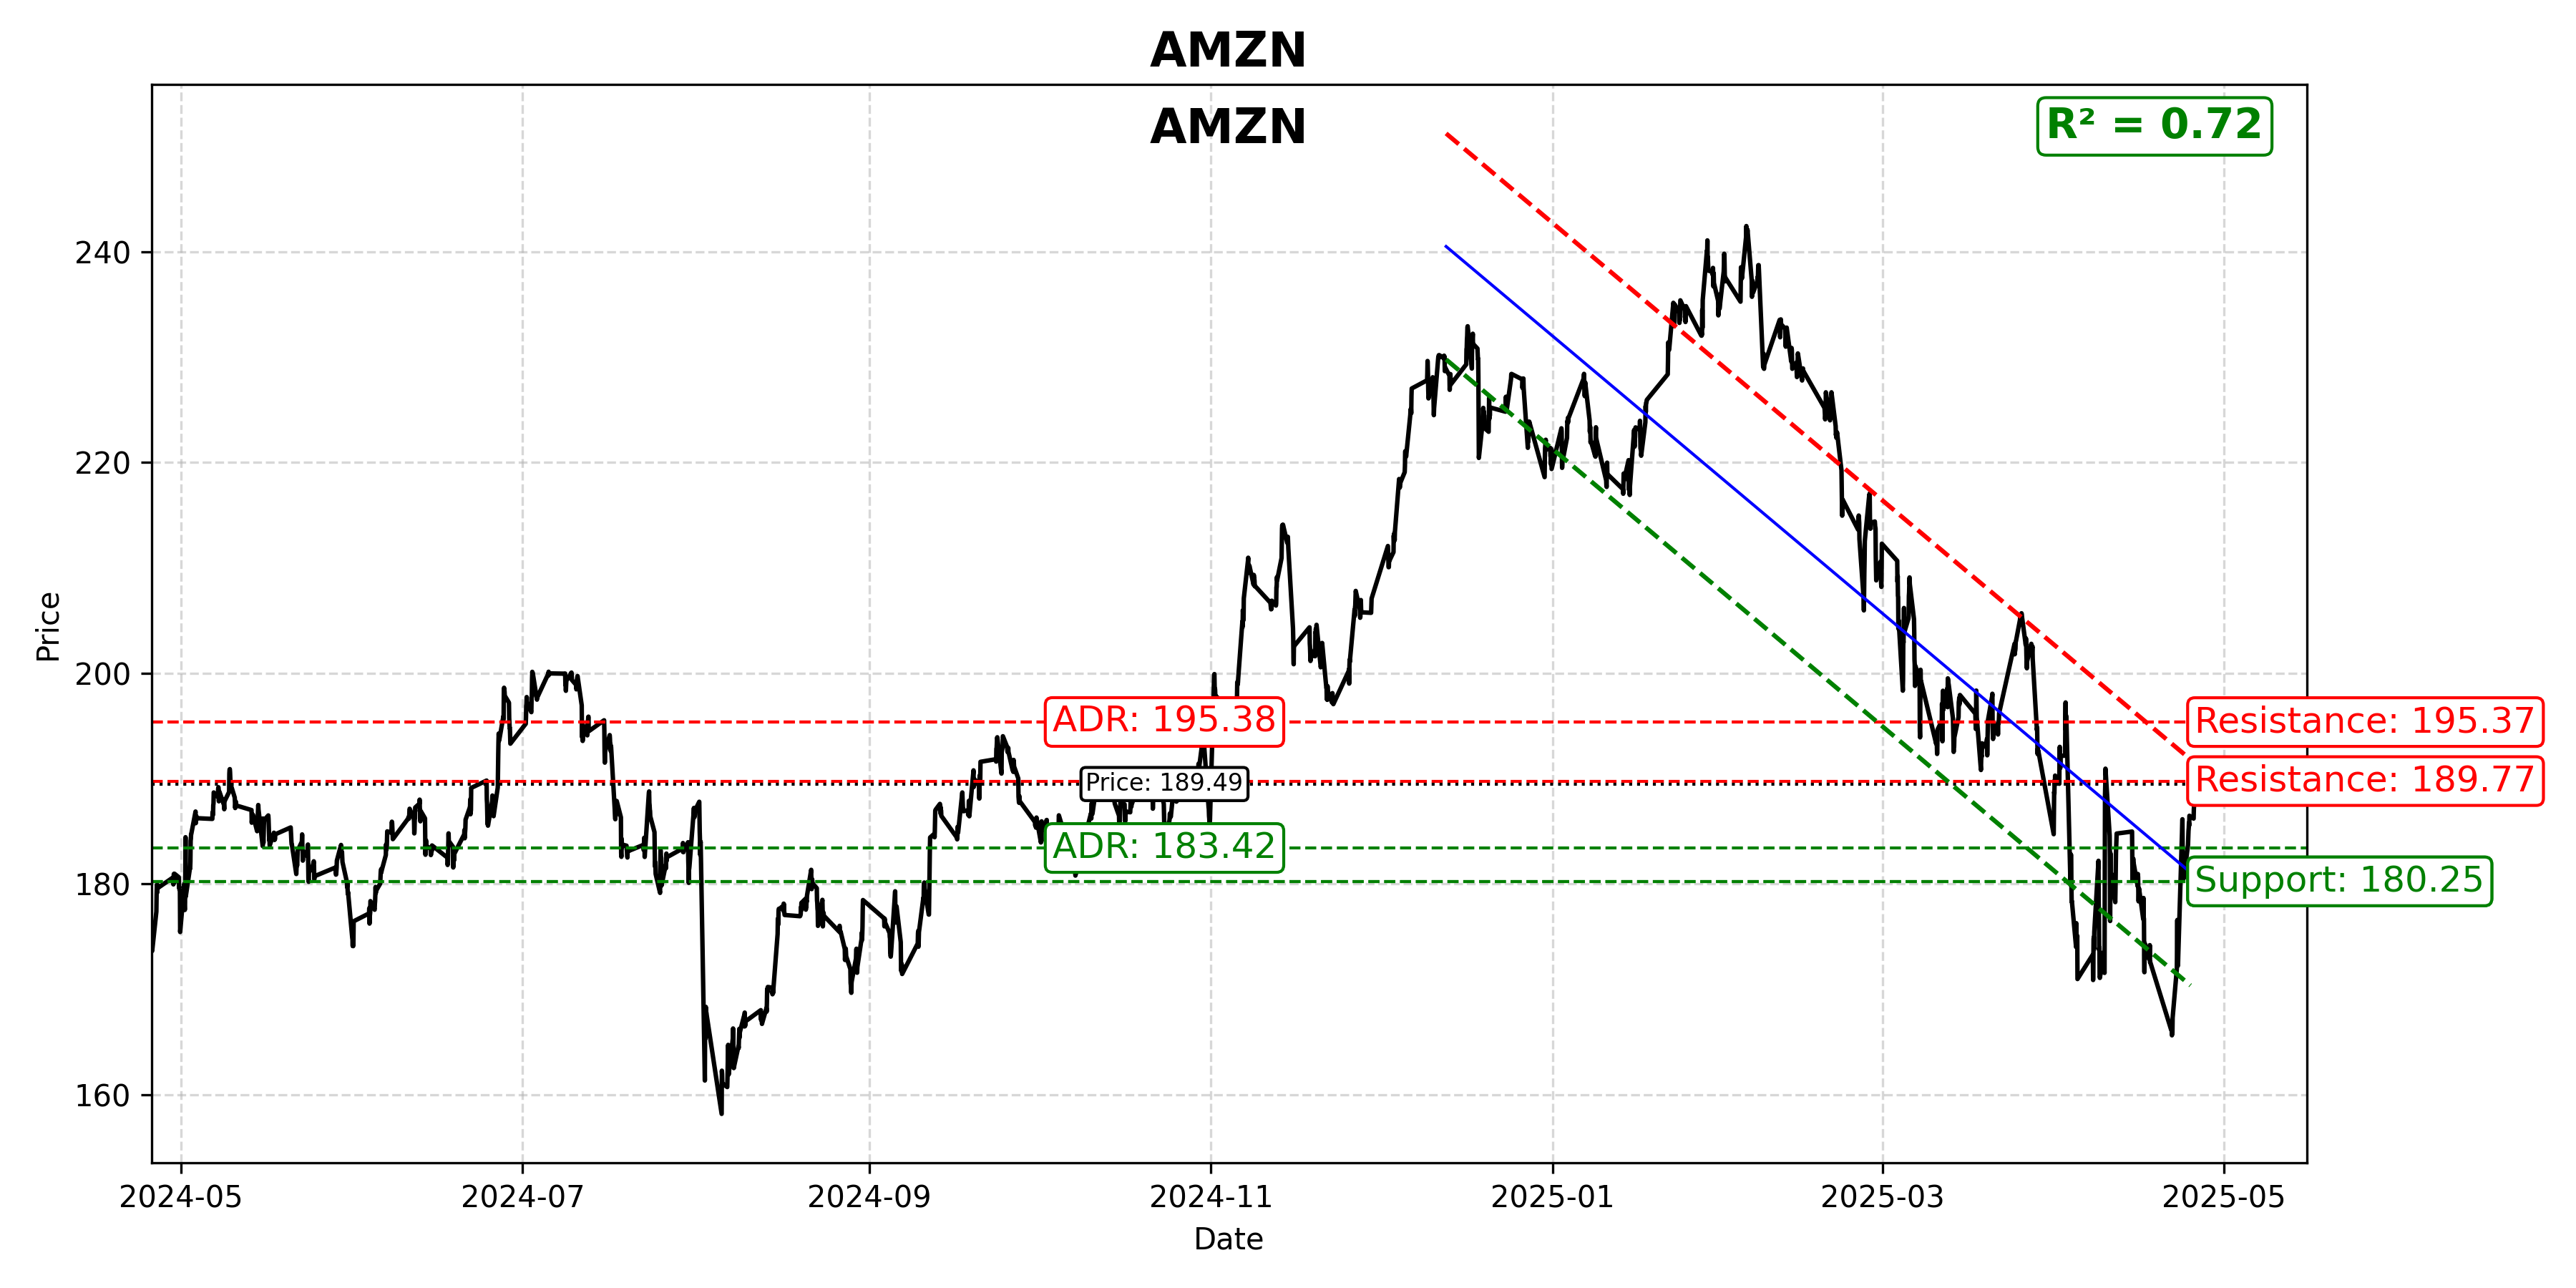 AMZN
AMZN
R² = 0.72
240
220
200
180
160
Price
ADR: 195.38
Price: 189.49
ADR: 183.42
Resistance: 195.37
Resistance: 189.77
Support: 180.25
2024-05
2024-07
2024-09
2024-11
2025-01
2025-03
2025-05
Date